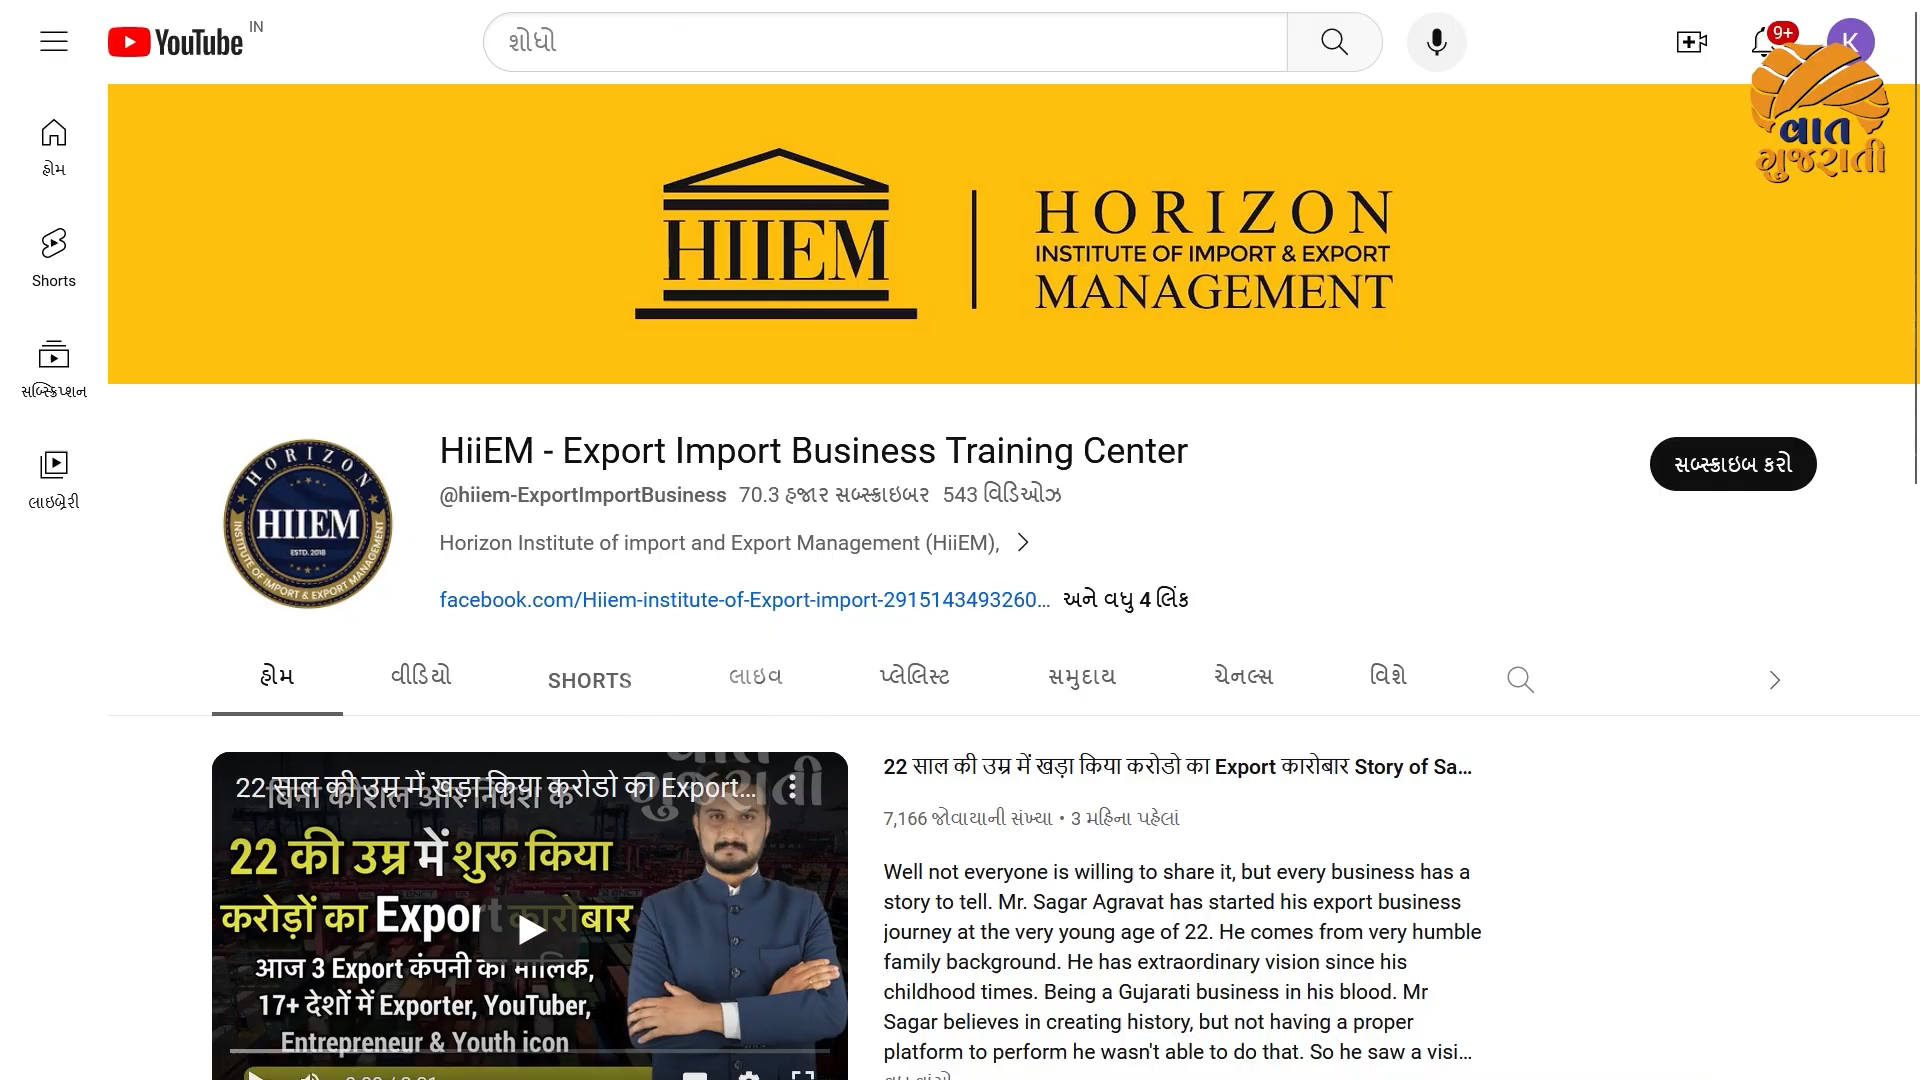 YouTube IN
શોધો
9+
K
વાત
ગુજરાતી
હોમ
Shorts
સબ્સ્ક્રિપ્શન
લાઇબ્રેરી
HIIEM
HORIZON
INSTITUTE OF IMPORT & EXPORT
MANAGEMENT
HORIZON
HIIEM
ESTD. 2018
INSTITUTE OF IMPORT & EXPORT MANAGEMENT
HiiEM - Export Import Business Training Center
@hiiem-ExportImportBusiness 70.3 હજાર સબ્સ્ક્રાઇબર 543 વિડિઓઝ
સબ્સ્ક્રાઇબ કરો
Horizon Institute of import and Export Management (HiiEM),
facebook.com/Hiiem-institute-of-Export-import-2915143493260... અને વધુ 4 લિંક
હોમ વીડિયો SHORTS લાઇવ પ્લેલિસ્ટ સમુદાય ચેનલ્સ વિશે
22 साल की उम्र में खड़ा किया करोडो का Export...
बिना कौशल और निवेश के
વાત
ગુજરાતી
22 की उम्र में शुरू किया
करोड़ों का Export कारोबार
आज 3 Export कंपनी का मालिक,
17+ देशों में Exporter, YouTuber,
Entrepreneur & Youth icon
22 साल की उम्र में खड़ा किया करोडो का Export कारोबार Story of Sa...
7,166 જોવાયાની સંખ્યા • 3 મહિના પહેલાં
Well not everyone is willing to share it, but every business has a
story to tell. Mr. Sagar Agravat has started his export business
journey at the very young age of 22. He comes from very humble
family background. He has extraordinary vision since his
childhood times. Being a Gujarati business in his blood. Mr
Sagar believes in creating history, but not having a proper
platform to perform he wasn't able to do that. So he saw a visi...